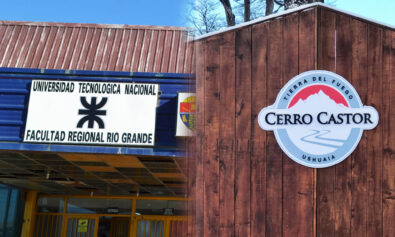 UNIVERSIDAD TECNOLOGICA NACIONAL
FACULTAD REGIONAL RIO GRANDE
TIERRA DEL FUEGO
CERRO CASTOR
USHUAIA